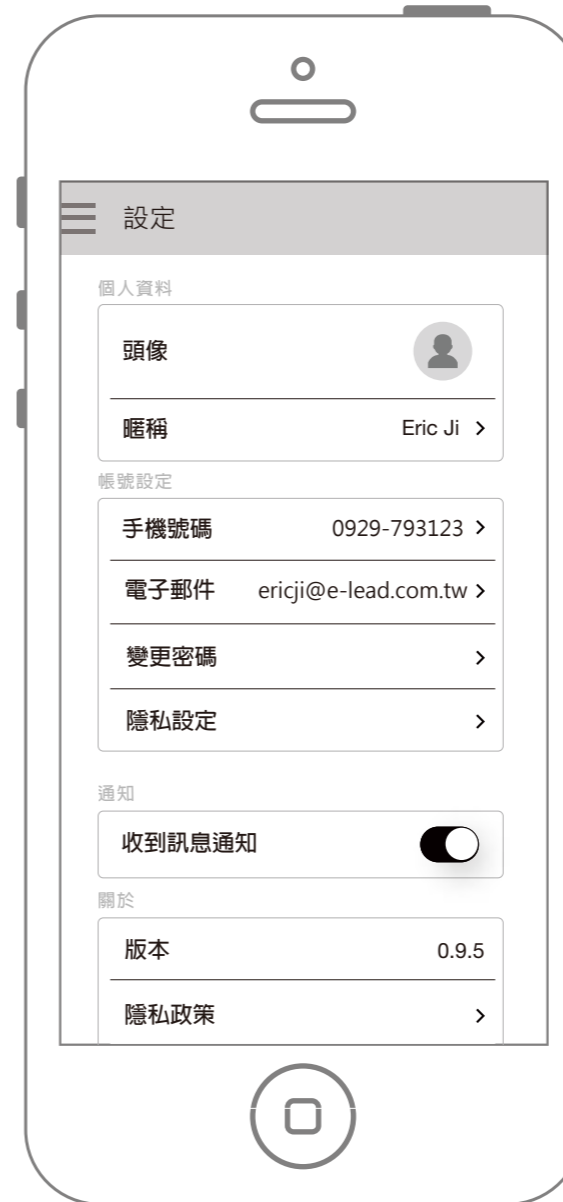 設定
個人資料
頭像
暱稱 Eric Ji >
帳號設定
手機號碼 0929-793123 >
電子郵件 ericji@e-lead.com.tw >
變更密碼 >
隱私設定 >
通知
收到訊息通知
關於
版本 0.9.5
隱私政策 >